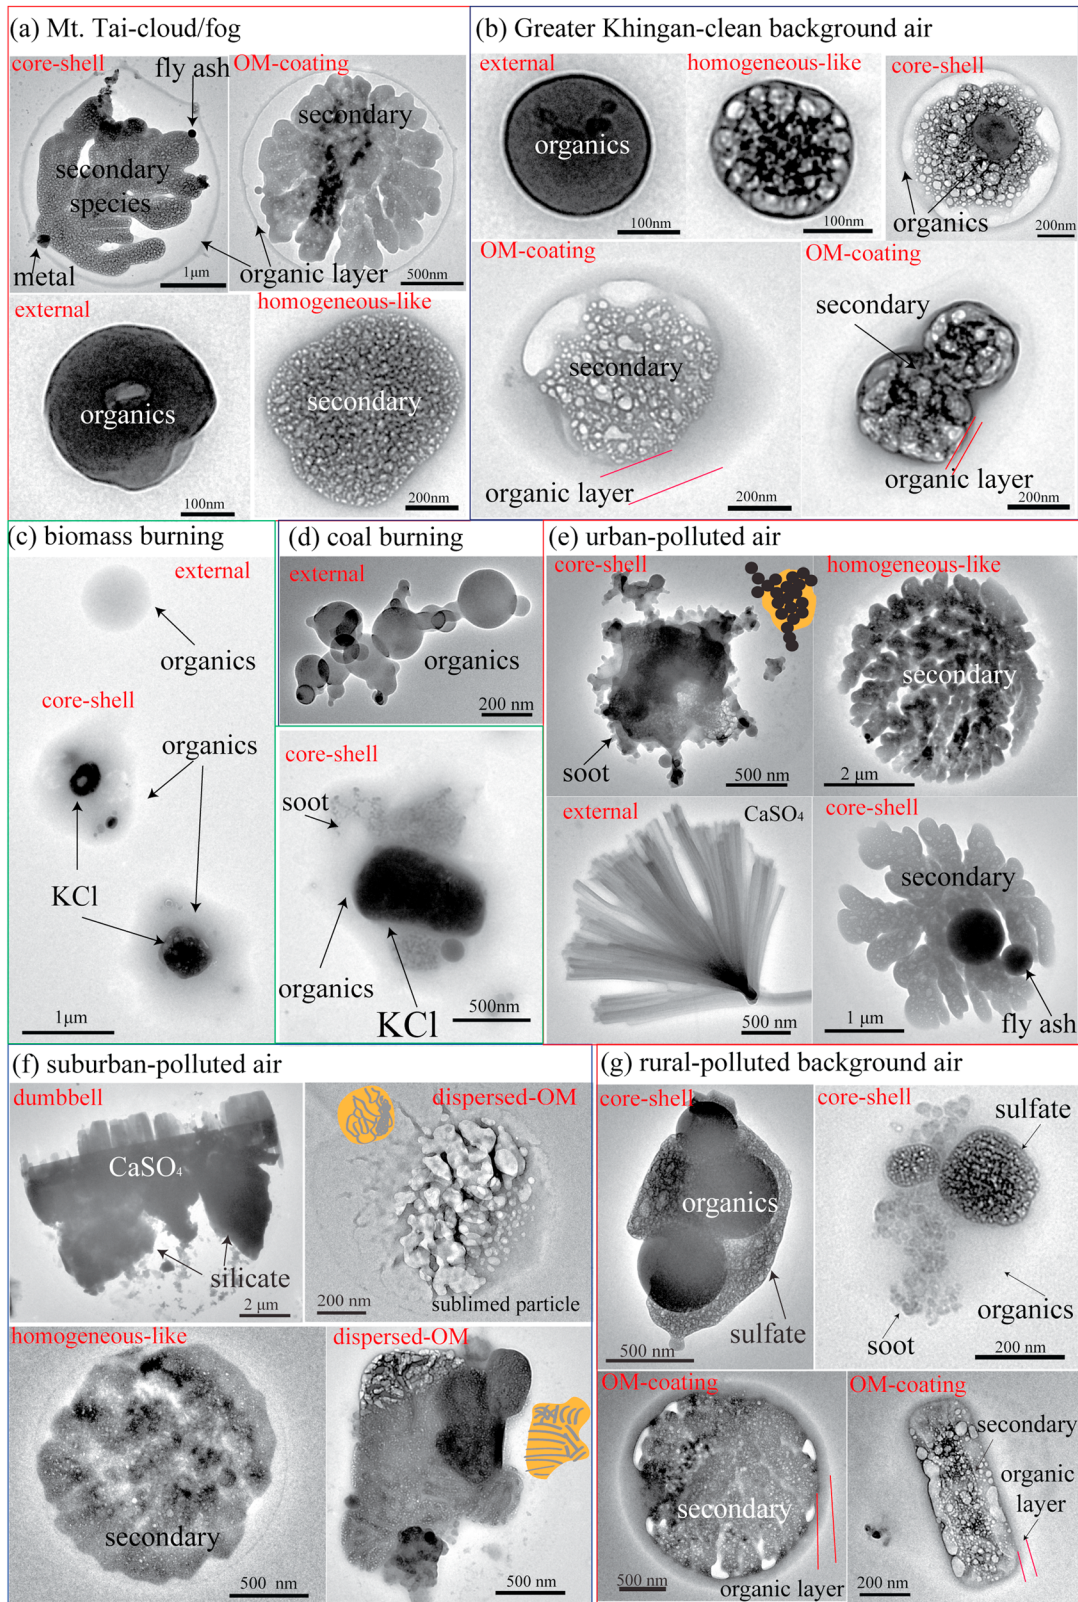 (a) Mt. Tai-cloud/fog
core-shell
fly ash
OM-coating
secondary
species
metal
1μm
secondary
organic layer
500nm
external
organics
100nm
homogeneous-like
secondary
200nm
(b) Greater Khingan-clean background air
external
organics
100nm
homogeneous-like
100nm
core-shell
organics
200nm
OM-coating
secondary
organic layer
200nm
OM-coating
secondary
organic layer
200nm
(c) biomass burning
external
organics
core-shell
organics
KCl
1μm
(d) coal burning
external
organics
200 nm
core-shell
soot
organics
KCl
500nm
(e) urban-polluted air
core-shell
soot
500 nm
homogeneous-like
secondary
2 μm
external
CaSO₄
500 nm
core-shell
secondary
fly ash
1 μm
(f) suburban-polluted air
dumbbell
CaSO₄
silicate
2 μm
dispersed-OM
200 nm
sublimed particle
homogeneous-like
secondary
500 nm
dispersed-OM
500 nm
(g) rural-polluted background air
core-shell
organics
sulfate
500 nm
core-shell
sulfate
organics
soot
200 nm
OM-coating
secondary
500 nm
organic layer
OM-coating
secondary
organic
layer
200 nm